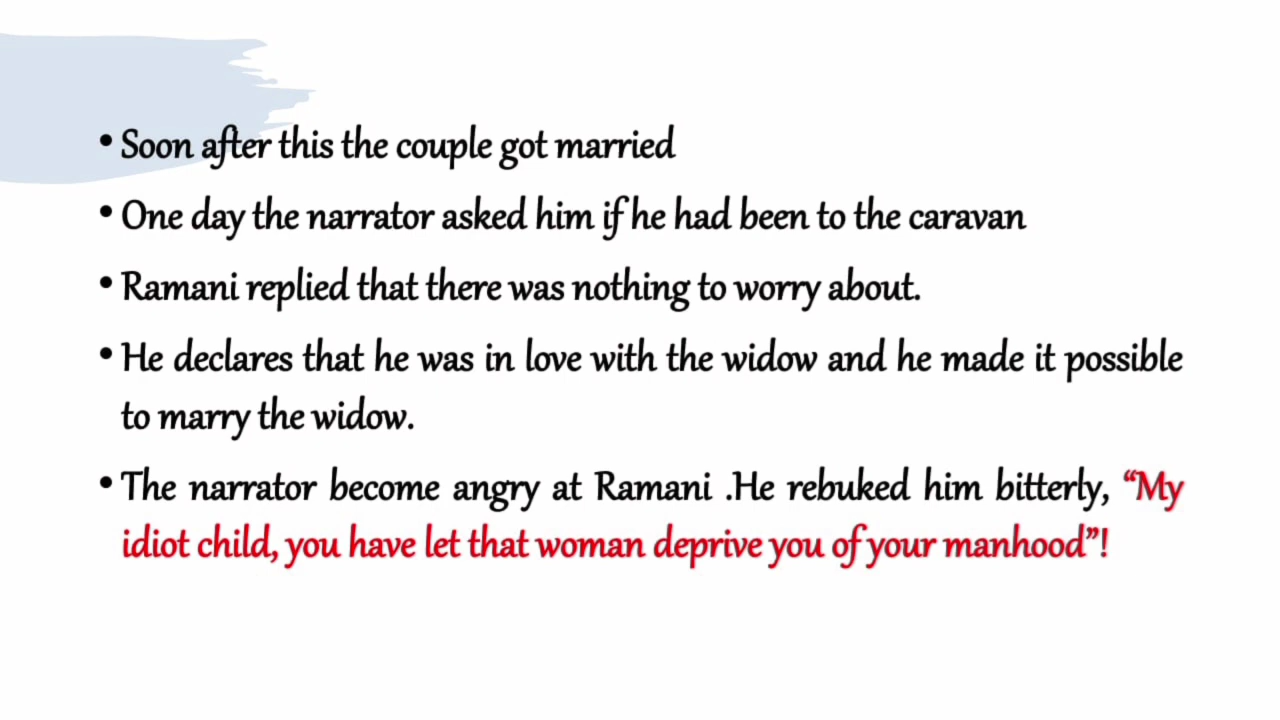 • Soon after this the couple got married
• One day the narrator asked him if he had been to the caravan
• Ramani replied that there was nothing to worry about.
• He declares that he was in love with the widow and he made it possible
to marry the widow.
• The narrator become angry at Ramani .He rebuked him bitterly, “My
idiot child, you have let that woman deprive you of your manhood”!